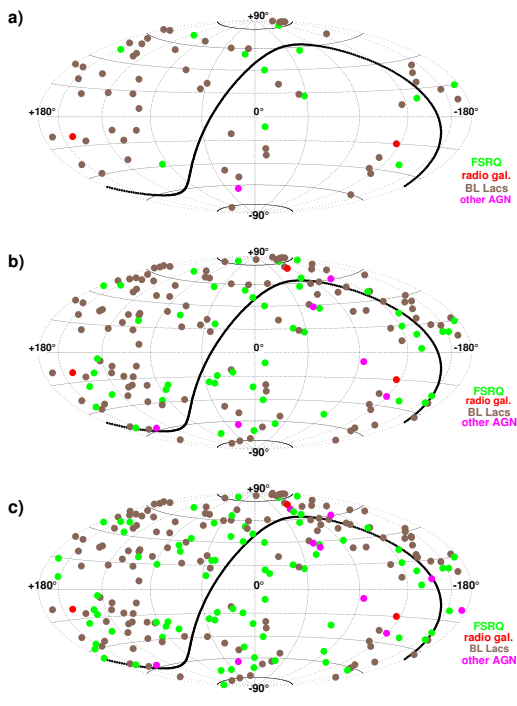 a)
+90°
+180°
0°
-180°
FSRQ
radio gal.
BL Lacs
other AGN
-90°
b)
+90°
+180°
0°
-180°
FSRQ
radio gal.
BL Lacs
other AGN
-90°
c)
+90°
+180°
0°
-180°
FSRQ
radio gal.
BL Lacs
other AGN
-90°